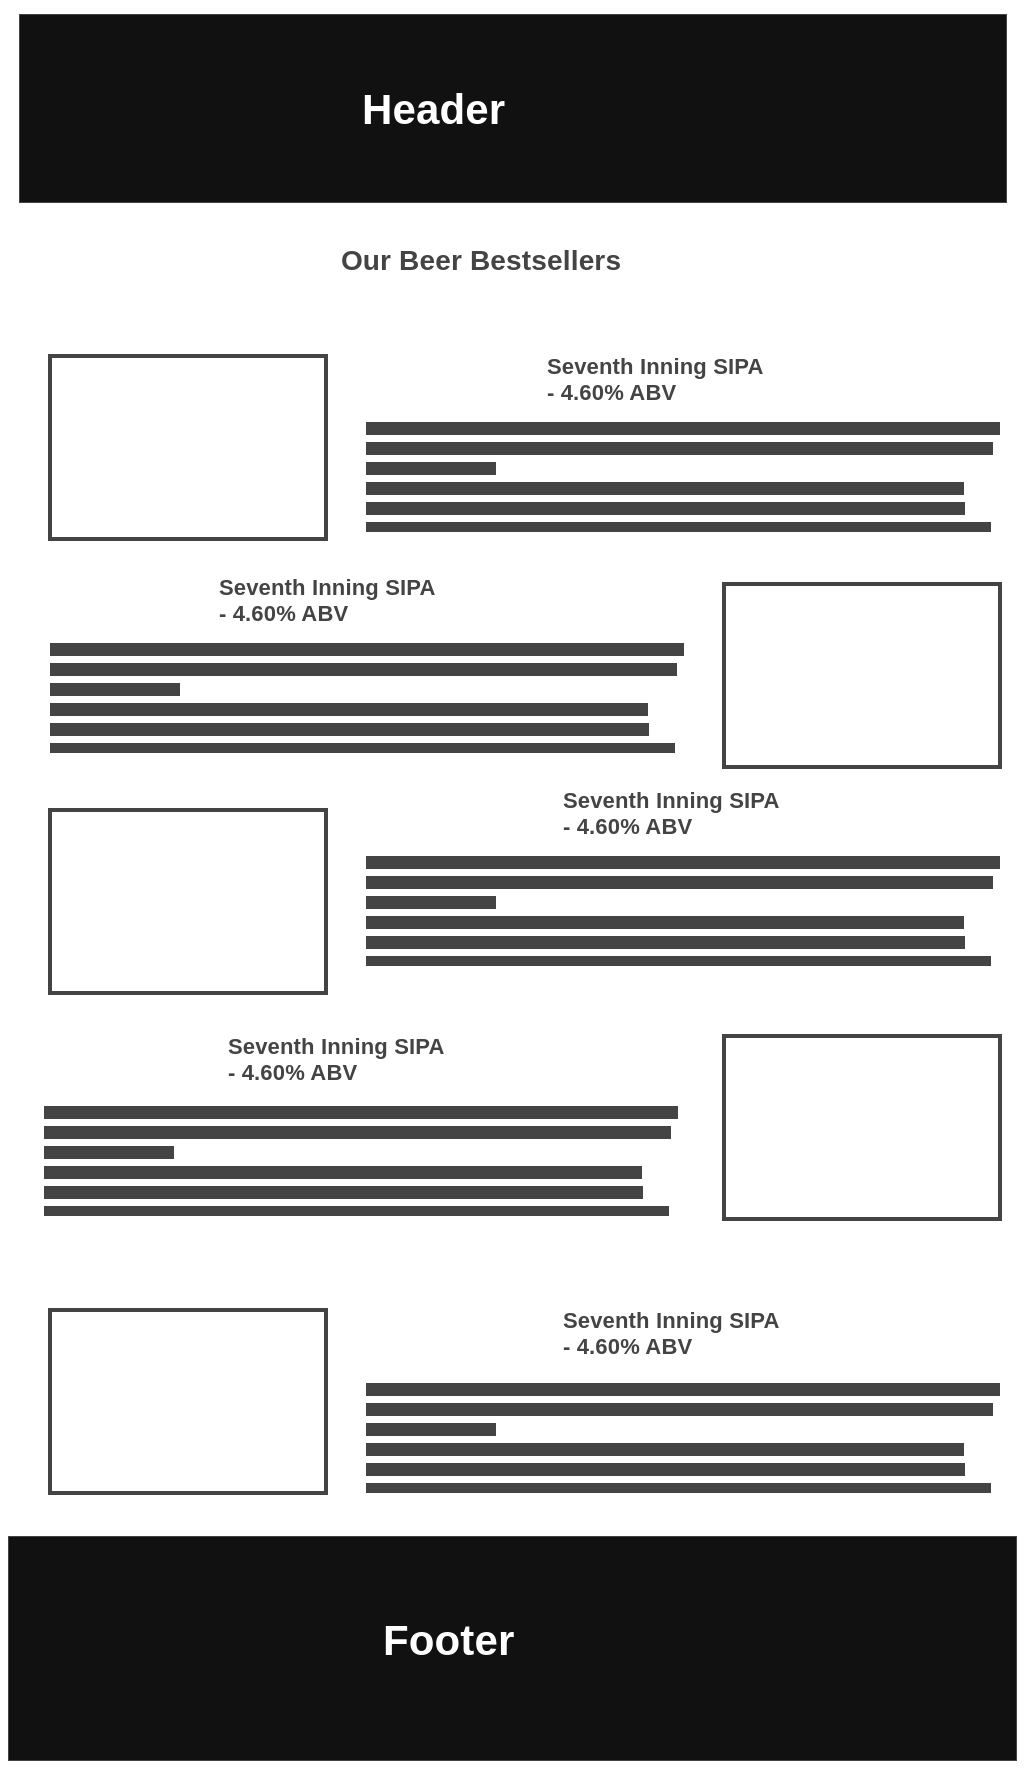 Header
Our Beer Bestsellers
Seventh Inning SIPA
- 4.60% ABV
Seventh Inning SIPA
- 4.60% ABV
Seventh Inning SIPA
- 4.60% ABV
Seventh Inning SIPA
- 4.60% ABV
Seventh Inning SIPA
- 4.60% ABV
Footer